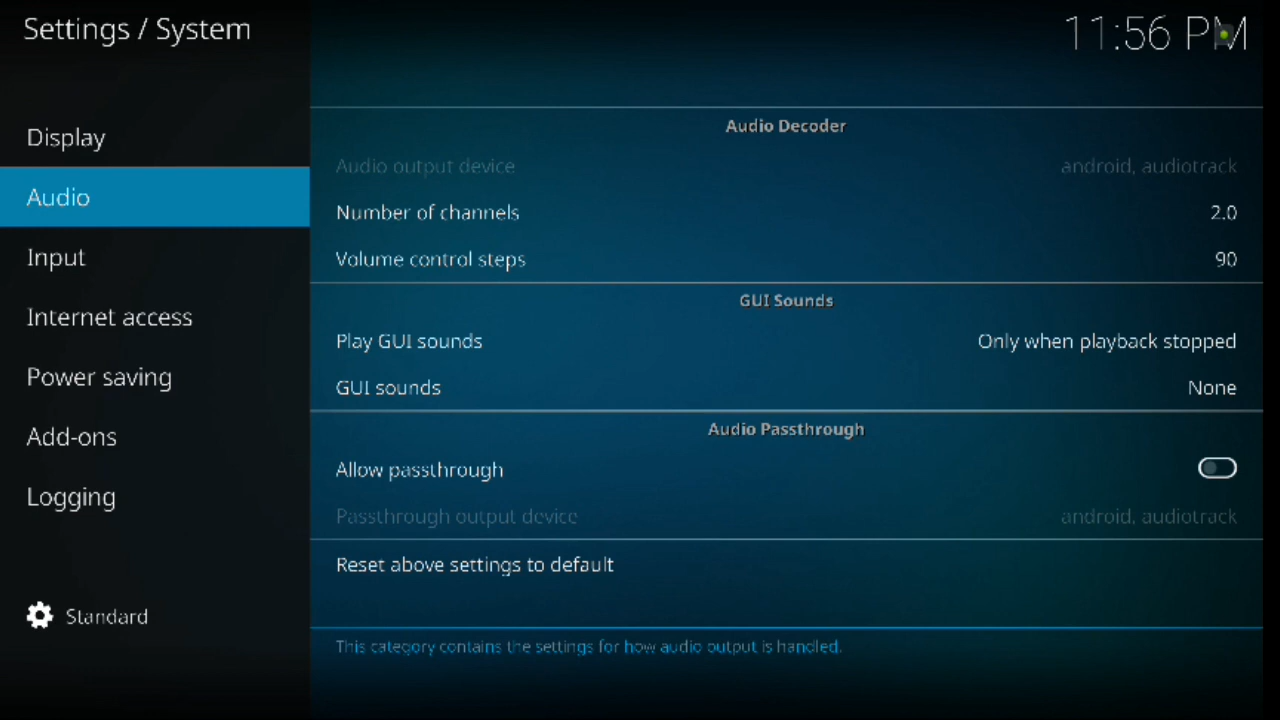 Settings / System
11:56 PM
Display
Audio
Input
Internet access
Power saving
Add-ons
Logging
Standard
Audio Decoder
Audio output device android, audiotrack
Number of channels 2.0
Volume control steps 90
GUI Sounds
Play GUI sounds Only when playback stopped
GUI sounds None
Audio Passthrough
Allow passthrough
Passthrough output device android, audiotrack
Reset above settings to default
This category contains the settings for how audio output is handled.